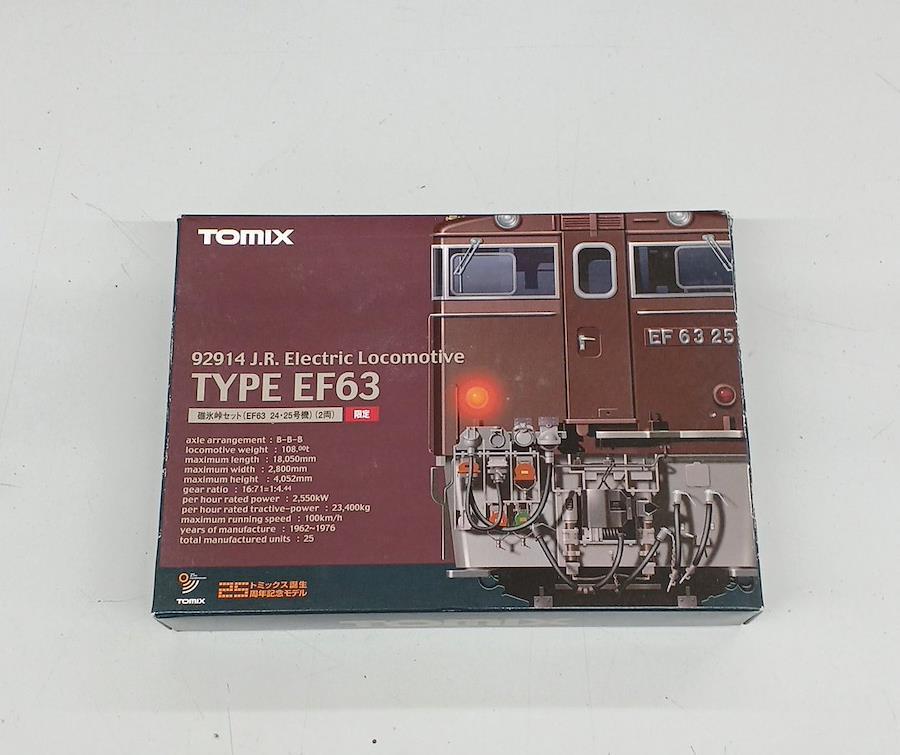 TOMIX
92914 J.R. Electric Locomotive
TYPE EF63
碓氷峠セット(EF63 24・25号機)(2両) 限定
axle arrangement : B-B-B
locomotive weight : 108.00t
maximum length : 18,050mm
maximum width : 2,800mm
maximum height : 4,052mm
gear ratio : 16:71=1:4.44
per hour rated power : 2,550kW
per hour rated tractive-power : 23,400kg
maximum running speed : 100km/h
years of manufacture : 1962~1976
total manufactured units : 25
EF 63 25
TOMIX
25 トミックス誕生
周年記念モデル
TOMIX